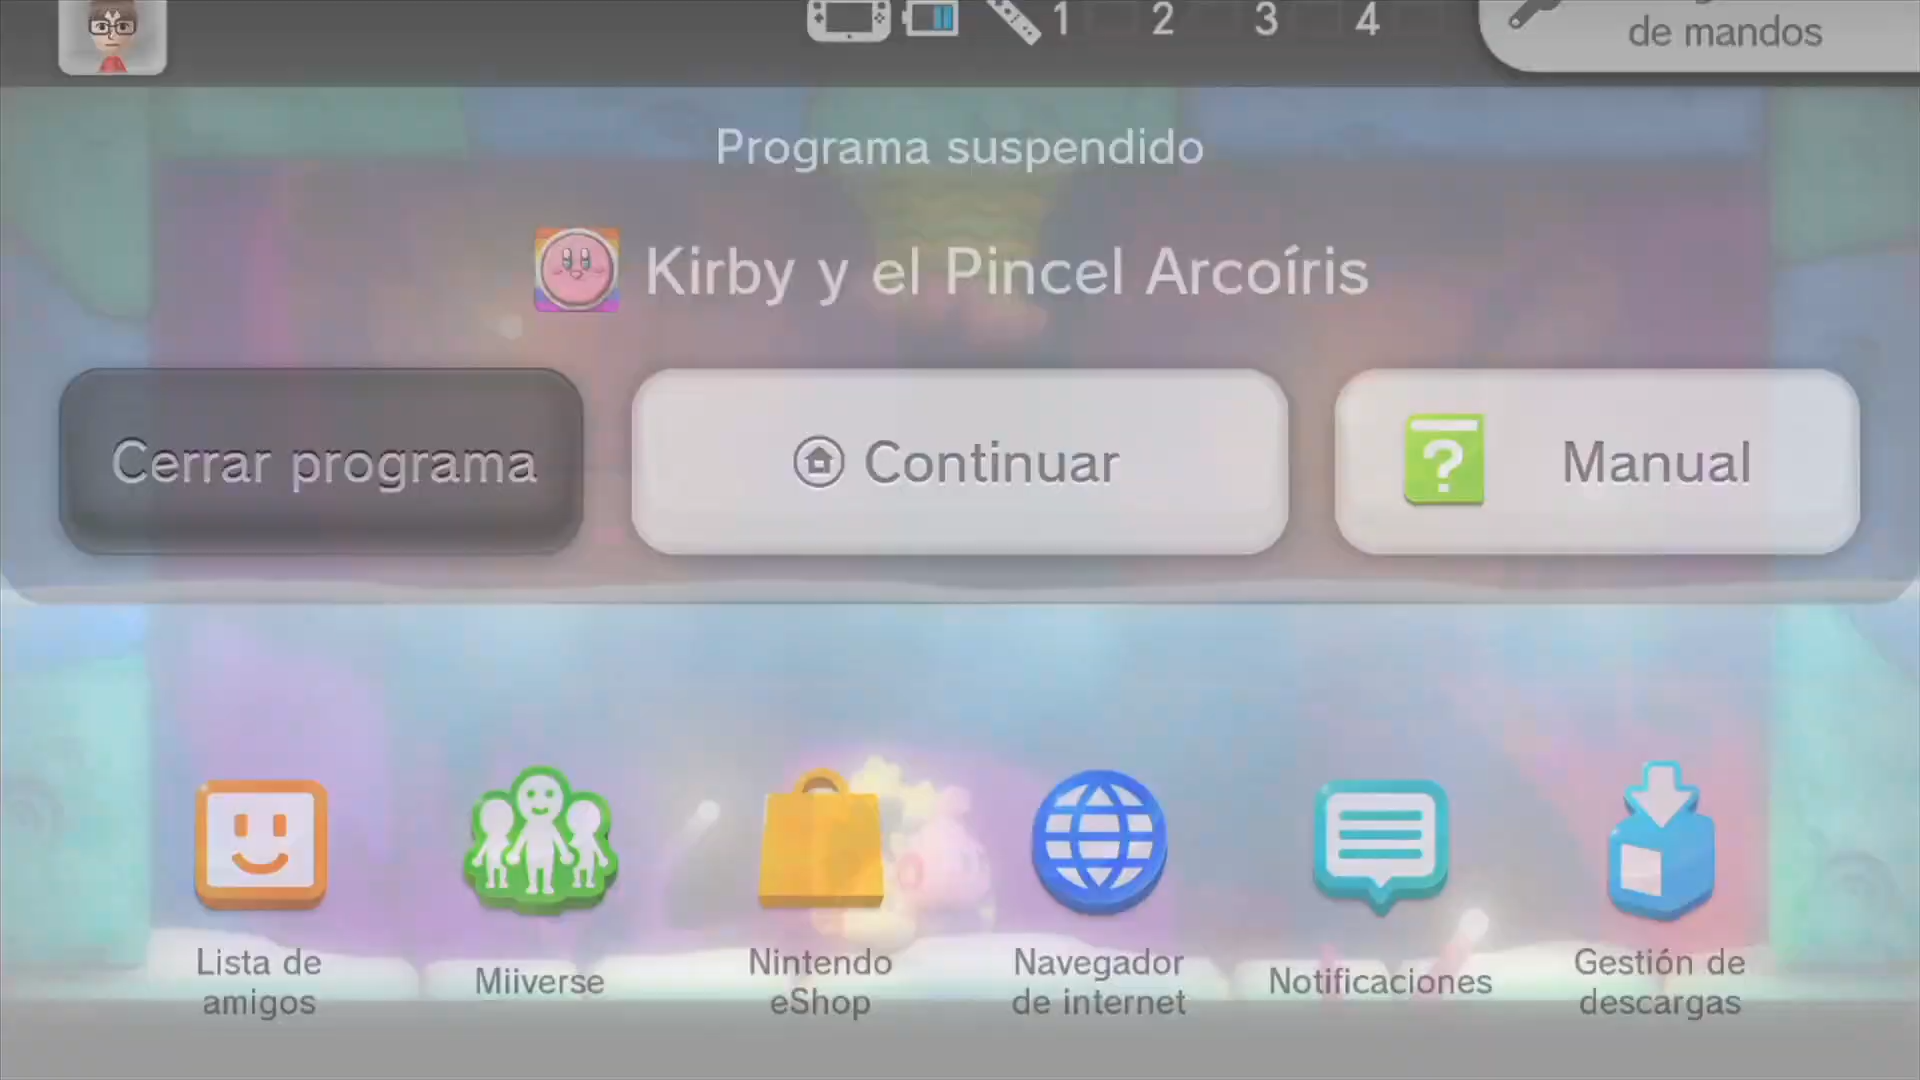 1 2 3 4
de mandos
Programa suspendido
Kirby y el Pincel Arcoíris
Cerrar programa
Continuar
?
Manual
Lista de
amigos
Miiverse
Nintendo
eShop
Navegador
de internet
Notificaciones
Gestión de
descargas